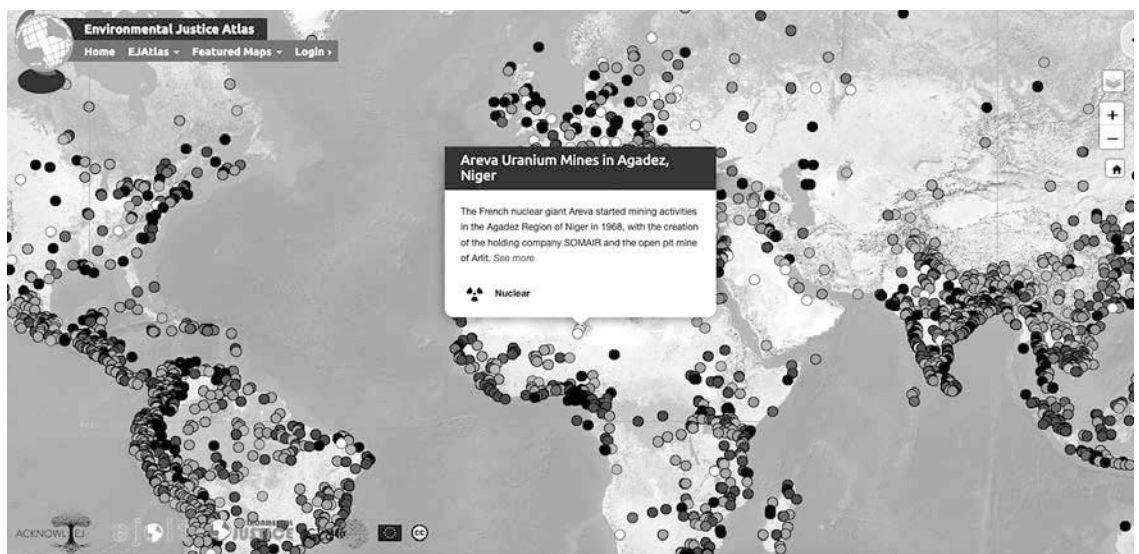 Environmental Justice Atlas
Home EJAtlas Featured Maps Login ›
+
−
Areva Uranium Mines in Agadez,
Niger
The French nuclear giant Areva started mining activities
in the Agadez Region of Niger in 1968, with the creation
of the holding company SOMAIR and the open pit mine
of Arlit. See more
Nuclear
ACKNOWL EJ
JUSTICE
cc